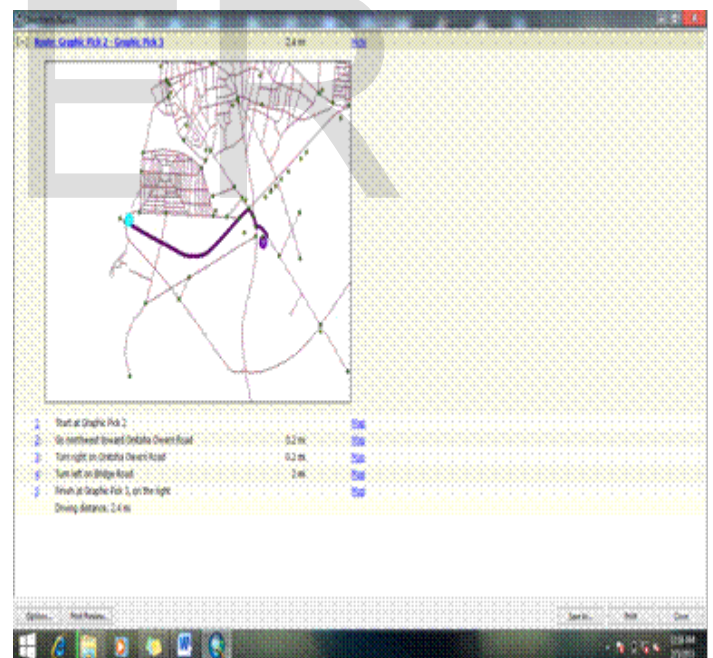 ER
Route: Graphic Pick 2 - Graphic Pick 3 2.4 mi Hide
1 Start at Graphic Pick 2 Map
2 Go northwest toward Onitsha Owerri Road 0.2 mi Map
3 Turn right on Onitsha Owerri Road 0.2 mi Map
4 Turn left on Bridge Road 2 mi Map
5 Finish at Graphic Pick 3, on the right Map
Driving distance: 2.4 mi
Options... Print Preview... Save As... Print Close